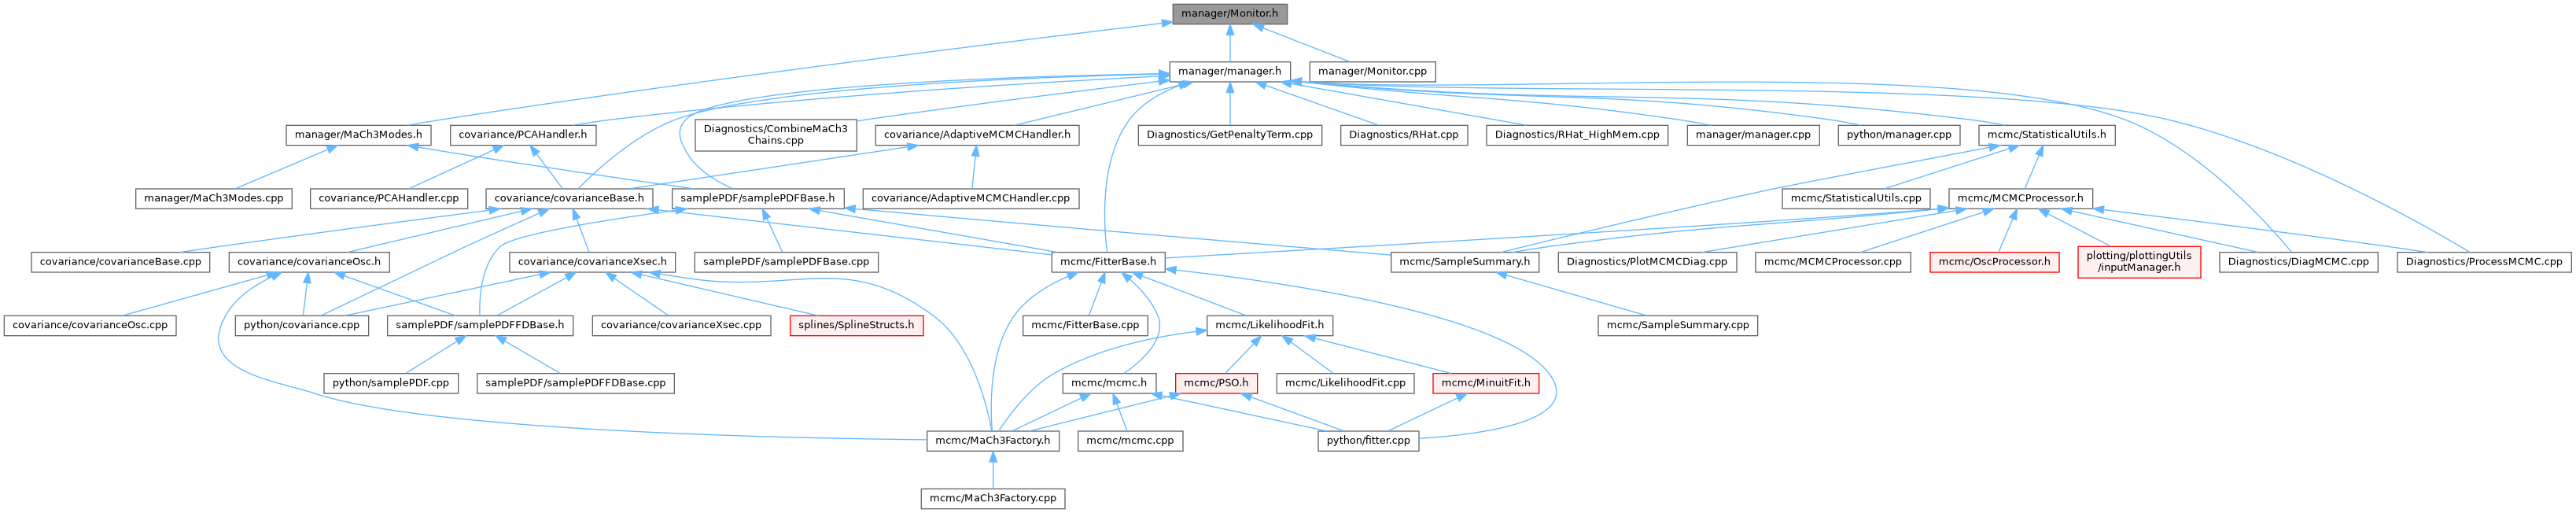 manager/Monitor.h
manager/manager.h
manager/Monitor.cpp
manager/MaCh3Modes.h
covariance/PCAHandler.h
Diagnostics/CombineMaCh3
Chains.cpp
covariance/AdaptiveMCMCHandler.h
Diagnostics/GetPenaltyTerm.cpp
Diagnostics/RHat.cpp
Diagnostics/RHat_HighMem.cpp
manager/manager.cpp
python/manager.cpp
mcmc/StatisticalUtils.h
manager/MaCh3Modes.cpp
covariance/PCAHandler.cpp
covariance/covarianceBase.h
samplePDF/samplePDFBase.h
covariance/AdaptiveMCMCHandler.cpp
mcmc/StatisticalUtils.cpp
mcmc/MCMCProcessor.h
covariance/covarianceBase.cpp
covariance/covarianceOsc.h
covariance/covarianceXsec.h
samplePDF/samplePDFBase.cpp
mcmc/FitterBase.h
mcmc/SampleSummary.h
Diagnostics/PlotMCMCDiag.cpp
mcmc/MCMCProcessor.cpp
mcmc/OscProcessor.h
plotting/plottingUtils
/inputManager.h
Diagnostics/DiagMCMC.cpp
Diagnostics/ProcessMCMC.cpp
covariance/covarianceOsc.cpp
python/covariance.cpp
samplePDF/samplePDFFDBase.h
covariance/covarianceXsec.cpp
splines/SplineStructs.h
mcmc/FitterBase.cpp
mcmc/LikelihoodFit.h
mcmc/SampleSummary.cpp
python/samplePDF.cpp
samplePDF/samplePDFFDBase.cpp
mcmc/mcmc.h
mcmc/PSO.h
mcmc/LikelihoodFit.cpp
mcmc/MinuitFit.h
mcmc/MaCh3Factory.h
mcmc/mcmc.cpp
python/fitter.cpp
mcmc/MaCh3Factory.cpp